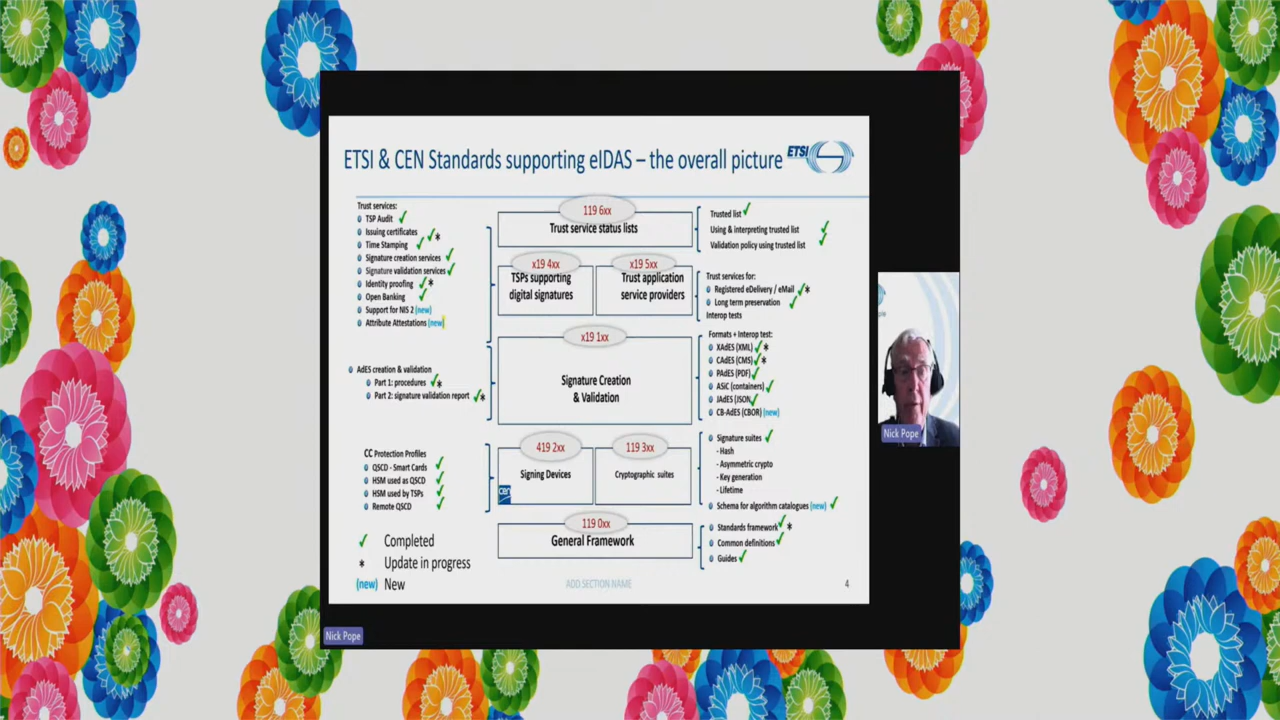 ETSI & CEN Standards supporting eIDAS – the overall picture
ETSI
Trust services:
TSP Audit ✓
Issuing certificates ✓*
Time Stamping ✓
Signature creation services ✓
Signature validation services ✓
Identity proofing ✓*
Open Banking ✓
Support for NIS 2 (new)
Attribute Attestations (new)
AdES creation & validation
Part 1: procedures ✓*
Part 2: signature validation report ✓*
CC Protection Profiles
QSCD - Smart Cards ✓
HSM used as QSCD ✓
HSM used by TSPs ✓
Remote QSCD ✓
✓ Completed
* Update in progress
(new) New
119 6xx
Trust service status lists
x19 4xx
TSPs supporting
digital signatures
x19 5xx
Trust application
service providers
x19 1xx
Signature Creation
& Validation
419 2xx
Signing Devices
CEN
119 3xx
Cryptographic suites
119 0xx
General Framework
Trusted list ✓
Using & interpreting trusted list ✓
Validation policy using trusted list ✓
Trust services for:
Registered eDelivery / eMail ✓*
Long term preservation ✓
Interop tests
Formats + Interop test:
XAdES (XML) ✓*
CAdES (CMS) ✓*
PAdES (PDF) ✓
ASiC (containers) ✓
JAdES (JSON ✓
CB-AdES (CBOR) (new)
Signature suites ✓
- Hash
- Asymmetric crypto
- Key generation
- Lifetime
Schema for algorithm catalogues (new) ✓
Standards framework ✓*
Common definitions ✓
Guides ✓
ADD SECTION NAME
4
Nick Pope
Nick Pope